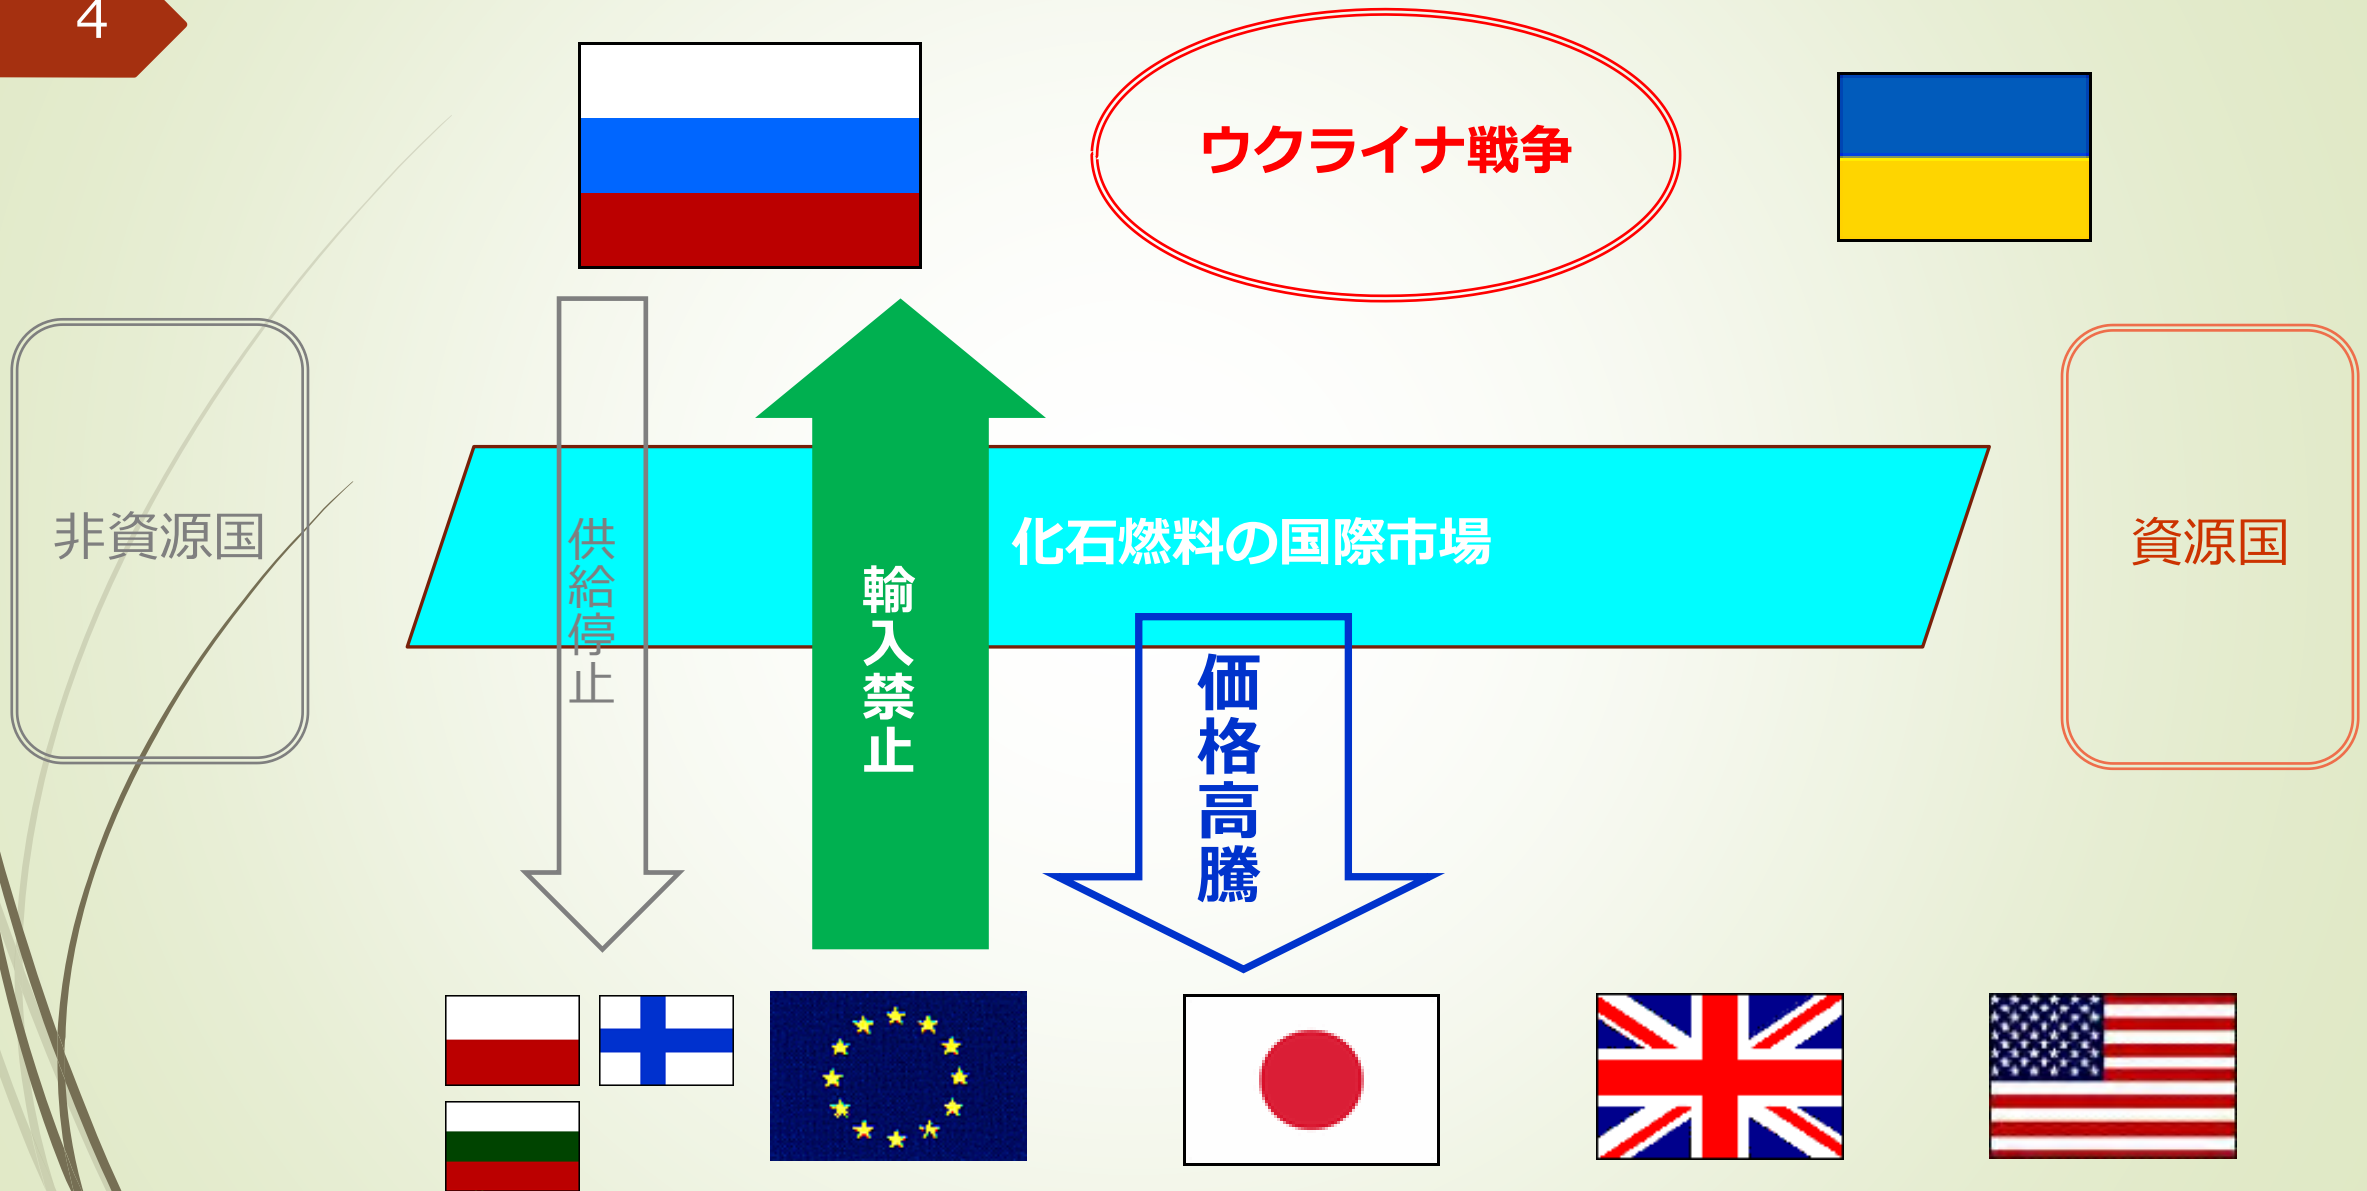 4
ウクライナ戦争
非資源国
供給停止
輸入禁止
化石燃料の国際市場
価格高騰
資源国